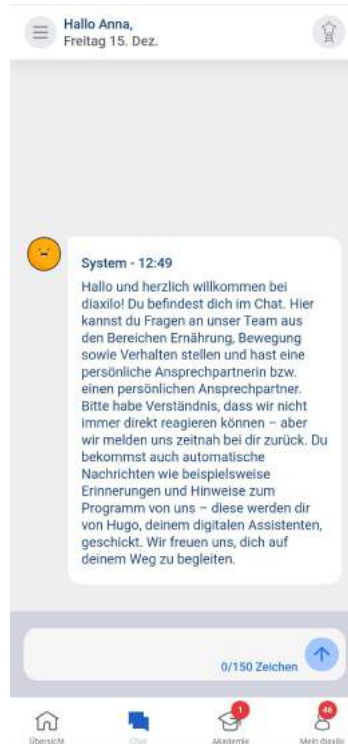 Hallo Anna,
Freitag 15. Dez.
System - 12:49
Hallo und herzlich willkommen bei
diaxilo! Du befindest dich im Chat. Hier
kannst du Fragen an unser Team aus
den Bereichen Ernährung, Bewegung
sowie Verhalten stellen und hast eine
persönliche Ansprechpartnerin bzw.
einen persönlichen Ansprechpartner.
Bitte habe Verständnis, dass wir nicht
immer direkt reagieren können – aber
wir melden uns zeitnah bei dir zurück. Du
bekommst auch automatische
Nachrichten wie beispielsweise
Erinnerungen und Hinweise zum
Programm von uns – diese werden dir
von Hugo, deinem digitalen Assistenten,
geschickt. Wir freuen uns, dich auf
deinem Weg zu begleiten.
0/150 Zeichen
1 46
Übersicht Chat Akademie Mein diaxilo